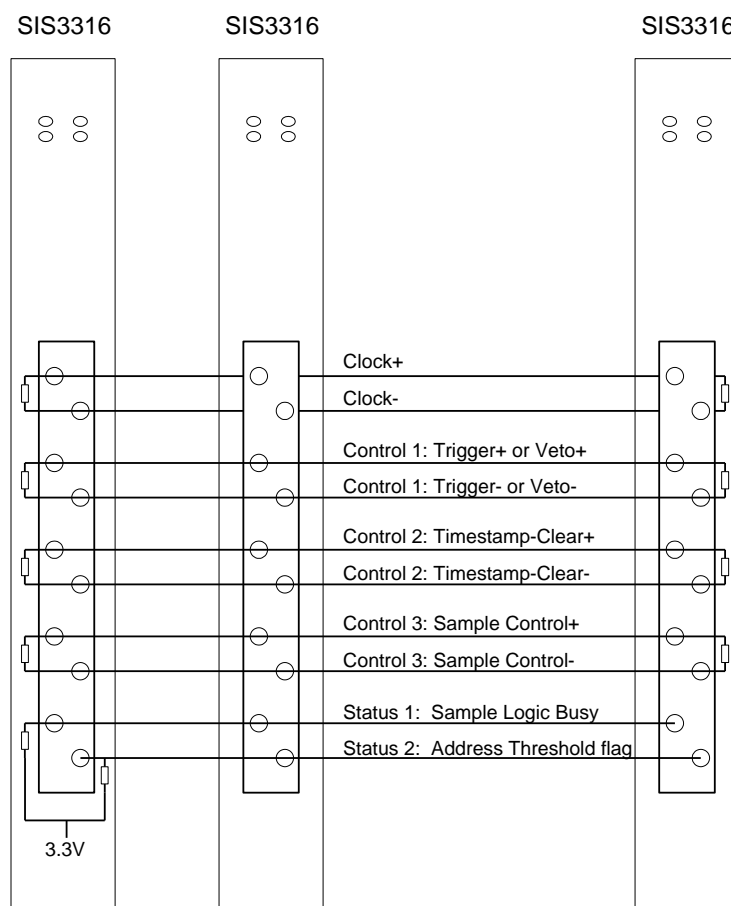 SIS3316 SIS3316 SIS3316
Clock+
Clock-
Control 1: Trigger+ or Veto+
Control 1: Trigger- or Veto-
Control 2: Timestamp-Clear+
Control 2: Timestamp-Clear-
Control 3: Sample Control+
Control 3: Sample Control-
Status 1: Sample Logic Busy
Status 2: Address Threshold flag
3.3V